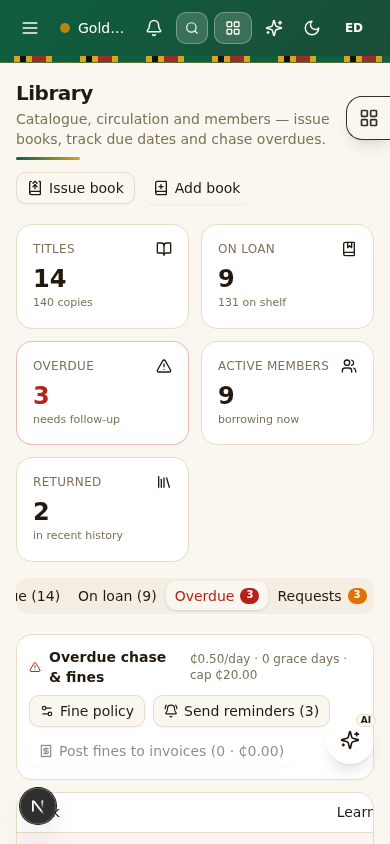 Gold... ED
Library
Catalogue, circulation and members — issue
books, track due dates and chase overdues.
Issue book Add book
TITLES
14
140 copies
ON LOAN
9
131 on shelf
OVERDUE
3
needs follow-up
ACTIVE MEMBERS
9
borrowing now
RETURNED
2
in recent history
ue (14) On loan (9) Overdue 3 Requests 3
Overdue chase
& fines
₵0.50/day · 0 grace days ·
cap ₵20.00
Fine policy Send reminders (3)
AI
Post fines to invoices (0 · ₵0.00)
N k Learn